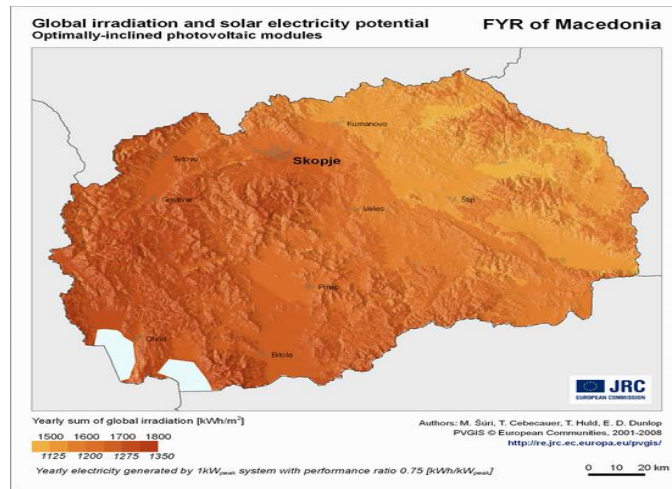 Global irradiation and solar electricity potential
Optimally-inclined photovoltaic modules
FYR of Macedonia
Kumanovo
Tetovo
Skopje
Gostivar
Veles
Štip
Prilep
Ohrid
Bitola
JRC
EUROPEAN COMMISSION
Yearly sum of global irradiation [kWh/m²]
1500 1600 1700 1800
1125 1200 1275 1350
Yearly electricity generated by 1kWpeak system with performance ratio 0.75 [kWh/kWpeak]
Authors: M. Šúri, T. Cebecauer, T. Huld, E. D. Dunlop
PVGIS © European Communities, 2001-2008
http://re.jrc.ec.europa.eu/pvgis/
0 10 20 km